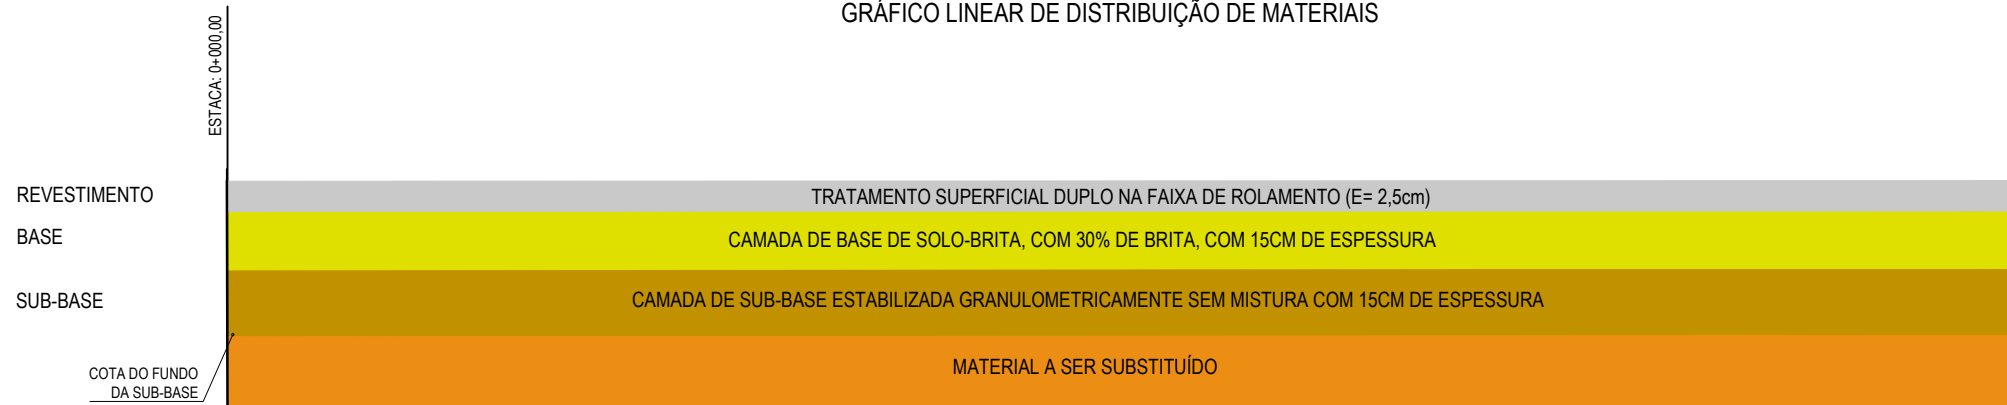 GRÁFICO LINEAR DE DISTRIBUIÇÃO DE MATERIAIS
ESTACA: 0+000,00
REVESTIMENTO
TRATAMENTO SUPERFICIAL DUPLO NA FAIXA DE ROLAMENTO (E= 2,5cm)
BASE
CAMADA DE BASE DE SOLO-BRITA, COM 30% DE BRITA, COM 15CM DE ESPESSURA
SUB-BASE
CAMADA DE SUB-BASE ESTABILIZADA GRANULOMETRICAMENTE SEM MISTURA COM 15CM DE ESPESSURA
MATERIAL A SER SUBSTITUÍDO
COTA DO FUNDO
DA SUB-BASE